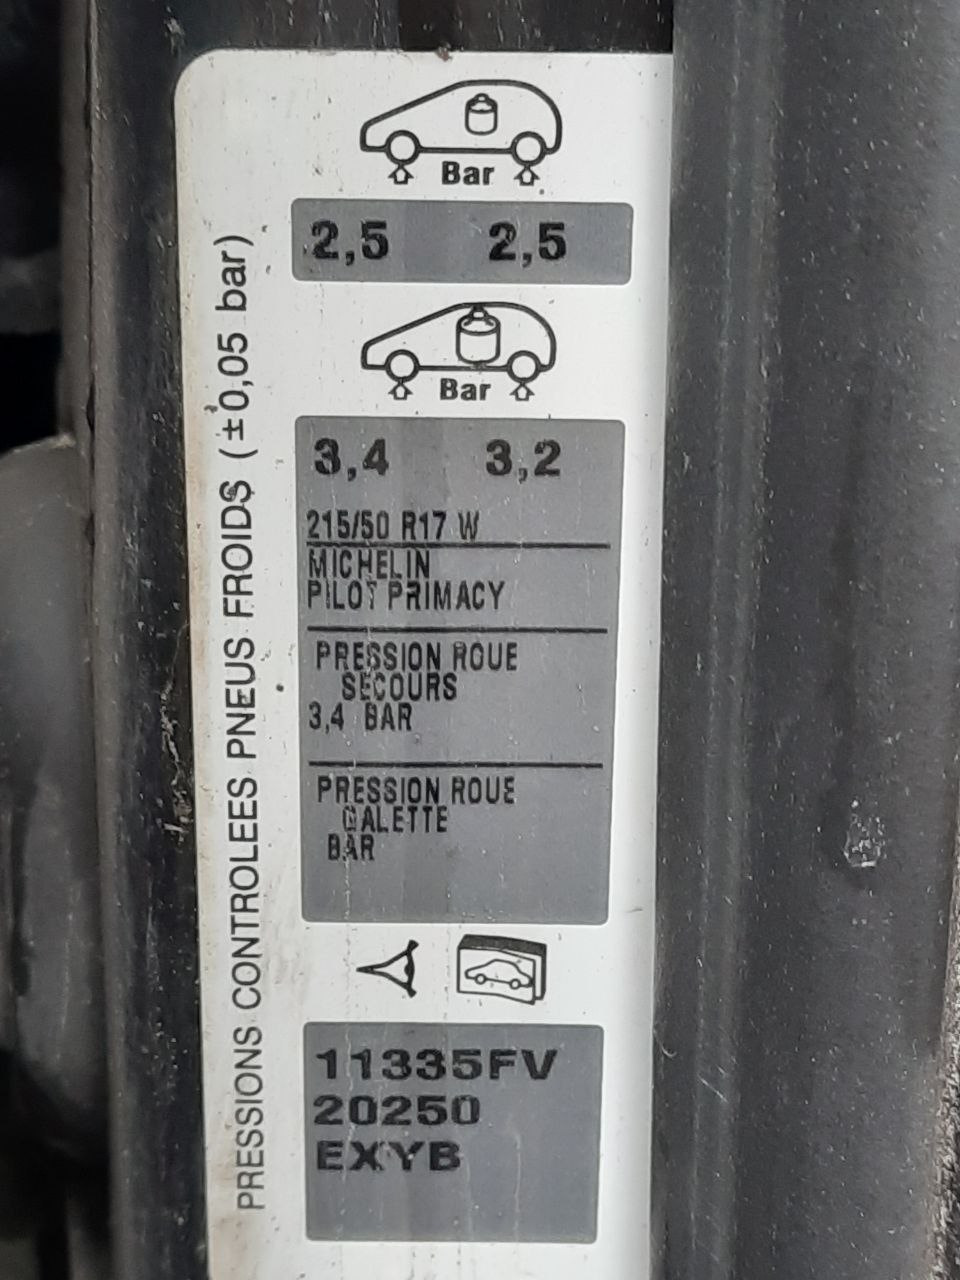 Bar
2,5 2,5
Bar
3,4 3,2
215/50 R17 W
MICHELIN
PILOT PRIMACY
PRESSION ROUE
SECOURS
3,4 BAR
PRESSION ROUE
GALETTE
BAR
11335FV
20250
EXYB
PRESSIONS CONTROLEES PNEUS FROIDS (±0,05 bar)